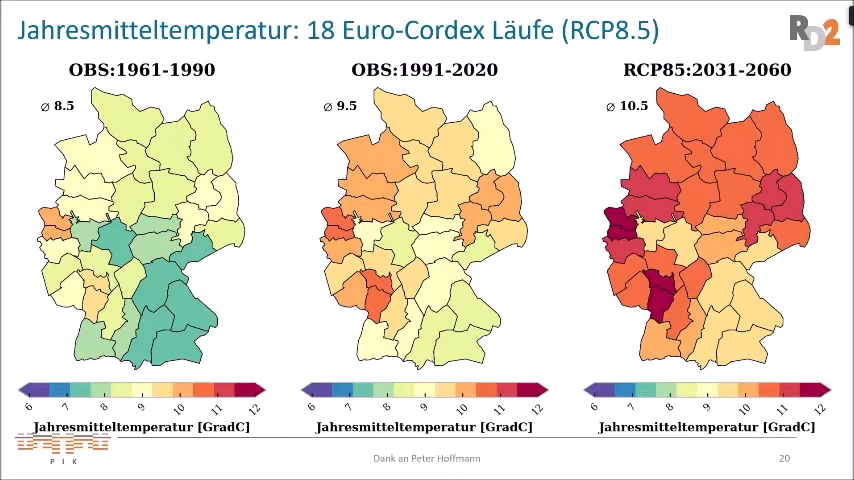 Jahresmitteltemperatur: 18 Euro-Cordex Läufe (RCP8.5)
RD2
OBS:1961-1990
OBS:1991-2020
RCP85:2031-2060
∅ 8.5
∅ 9.5
∅ 10.5
6 7 8 9 10 11 12
6 7 8 9 10 11 12
6 7 8 9 10 11 12
Jahresmitteltemperatur [GradC]
Jahresmitteltemperatur [GradC]
Jahresmitteltemperatur [GradC]
P I K
Dank an Peter Hoffmann
20